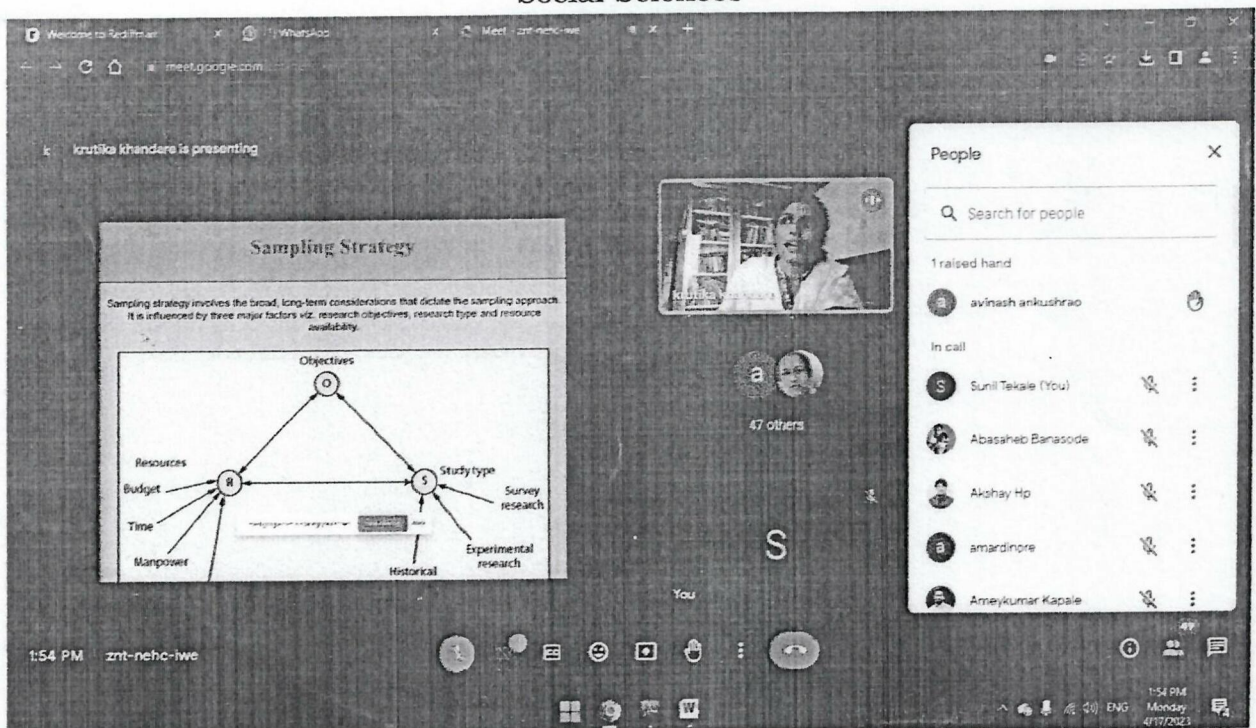 Social Sciences
Welcome to Rediffmail
WhatsApp
Meet - znt-nehc-iwe
meet.google.com
k krutika khandare is presenting
Sampling Strategy
Sampling strategy involves the broad, long-term considerations that dictate the sampling approach.
It is influenced by three major factors viz. research objectives, research type and resource
availability.
Objectives
O
Resources
R
Budget
Time
Manpower
Study type
S
Survey
research
Experimental
research
Historical
a
47 others
S
You
People
Search for people
1 raised hand
a avinash ankushrao
In call
S Sunil Tekale (You)
Abasaheb Banasode
Akshay Hp
a amardinore
Ameykumar Kapale
1:54 PM znt-nehc-iwe
49
ENG
1:54 PM
Monday
4/17/2023